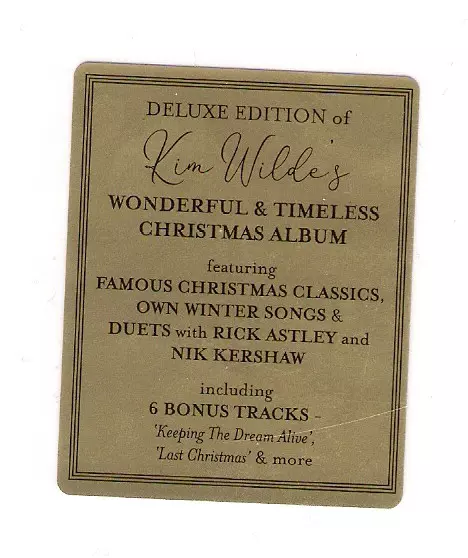 DELUXE EDITION of
Kim Wilde's
WONDERFUL & TIMELESS
CHRISTMAS ALBUM
featuring
FAMOUS CHRISTMAS CLASSICS,
OWN WINTER SONGS &
DUETS with RICK ASTLEY and
NIK KERSHAW
including
6 BONUS TRACKS -
'Keeping The Dream Alive',
'Last Christmas' & more